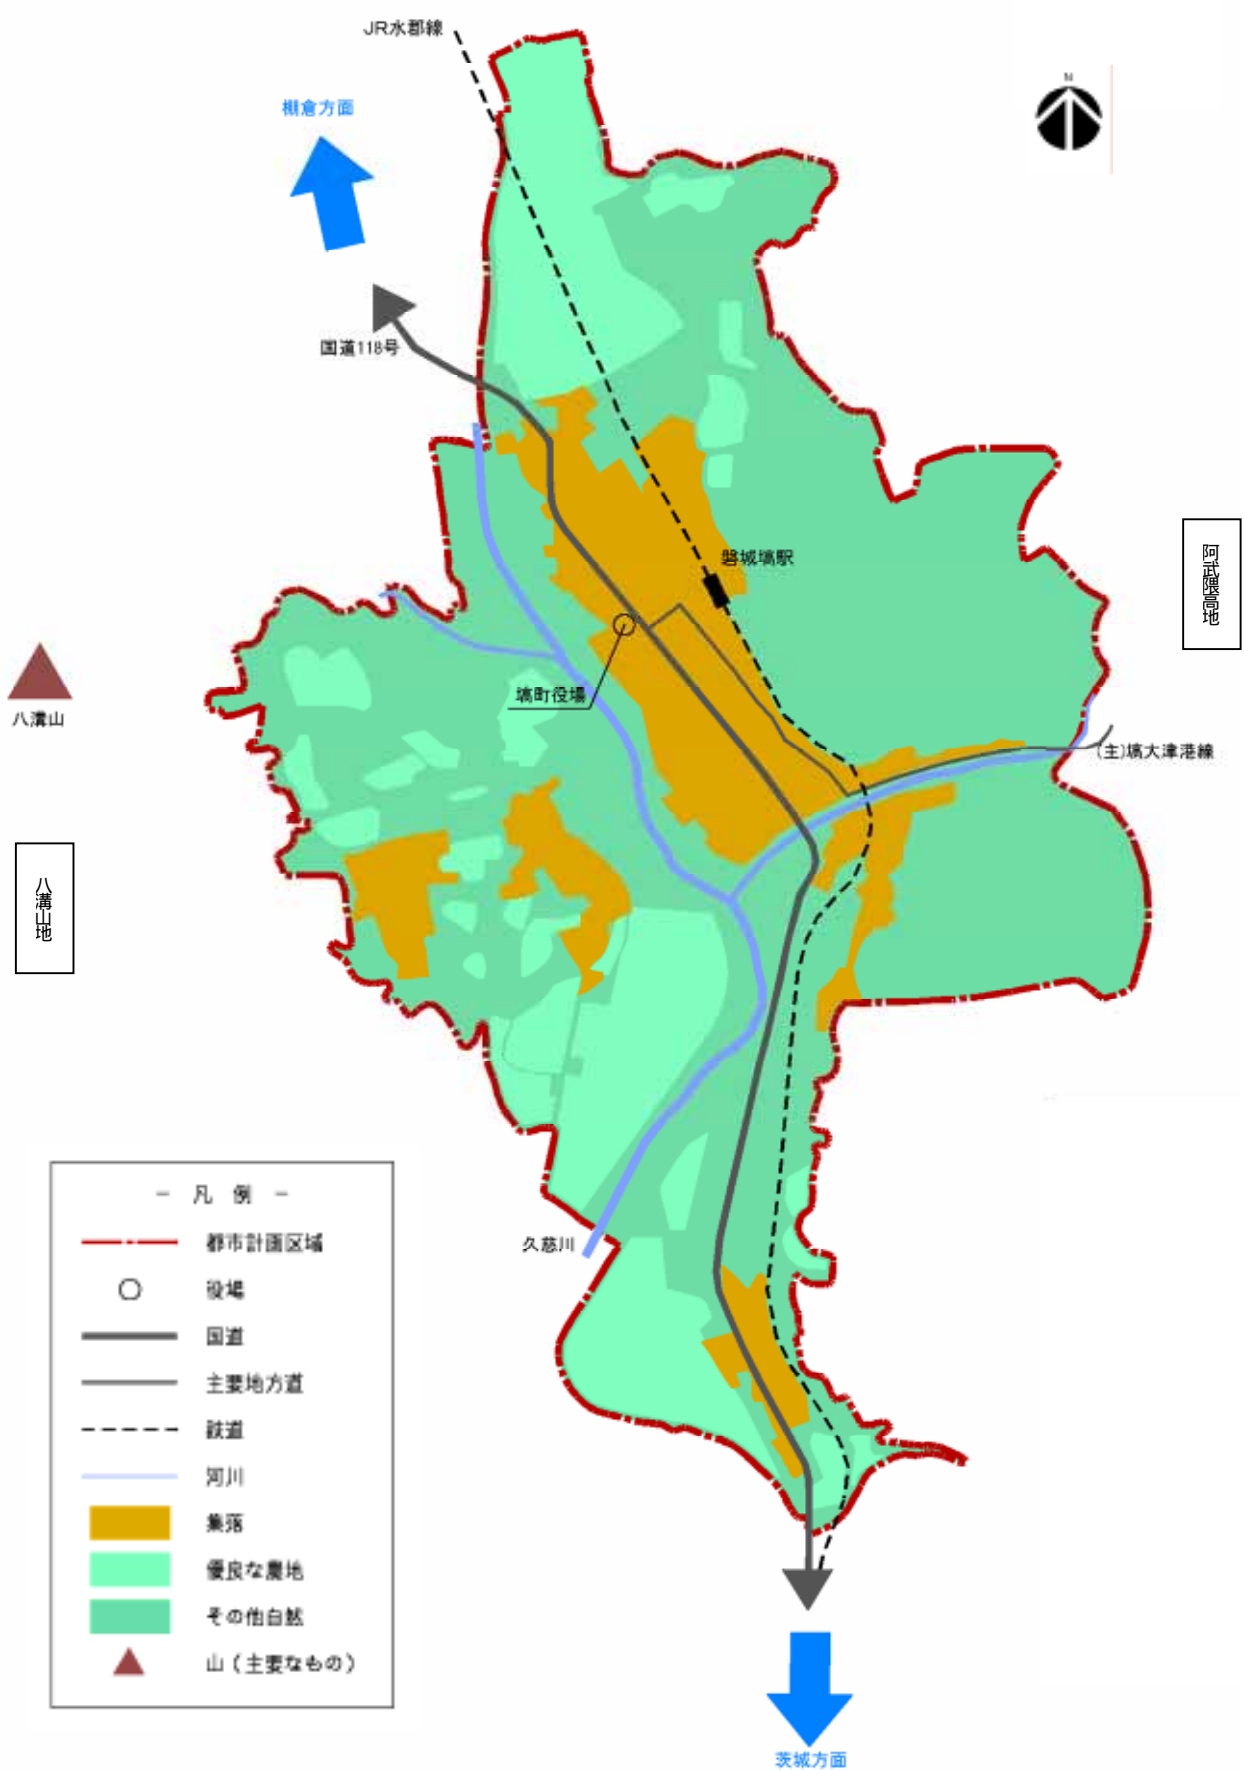 JR水郡線
N
棚倉方面
国道118号
磐城塙駅
阿武隈高地
塙町役場
八溝山
(主)塙大津港線
八溝山地
久慈川
－ 凡 例 －
都市計画区域
役場
国道
主要地方道
鉄道
河川
集落
優良な農地
その他自然
山（主要なもの）
茨城方面